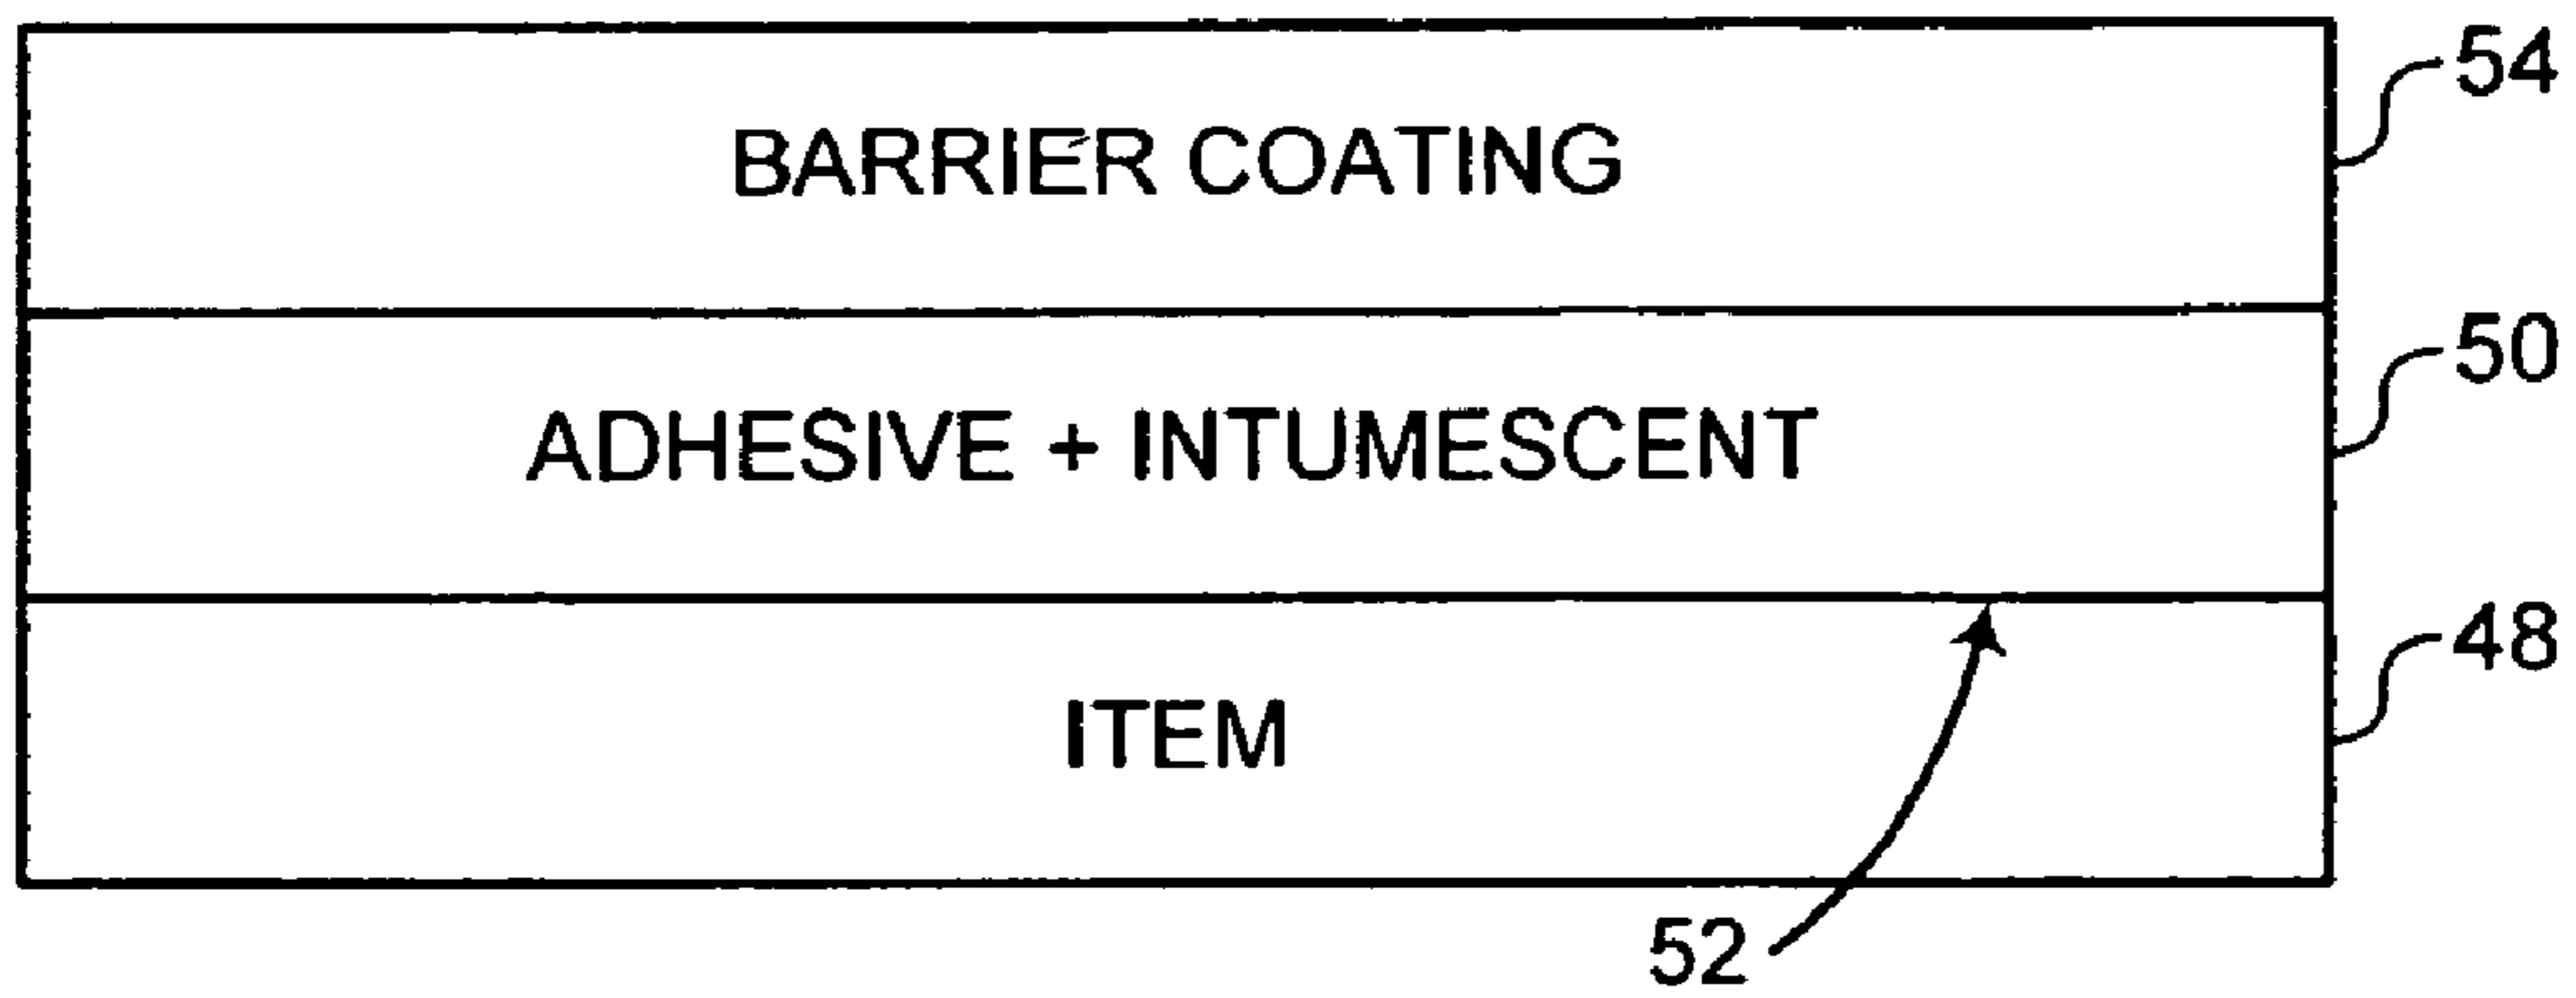 54
BARRIER COATING
50
ADHESIVE + INTUMESCENT
48
ITEM
52